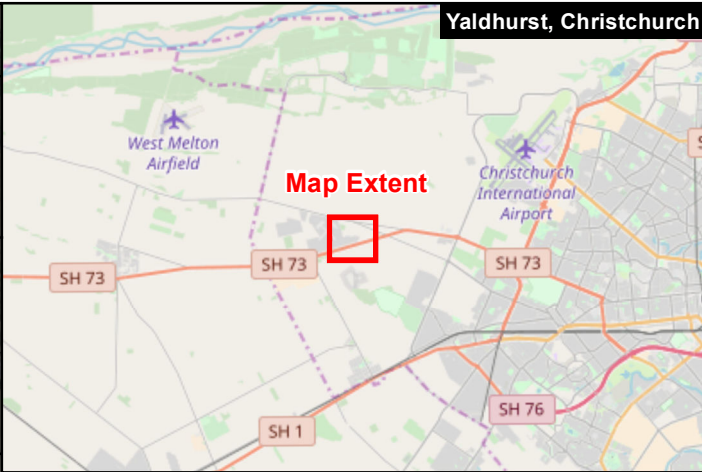 Yaldhurst, Christchurch
West Melton
Airfield
Christchurch
International
Airport
Map Extent
SH 73
SH 73
SH 73
SH 76
SH 1